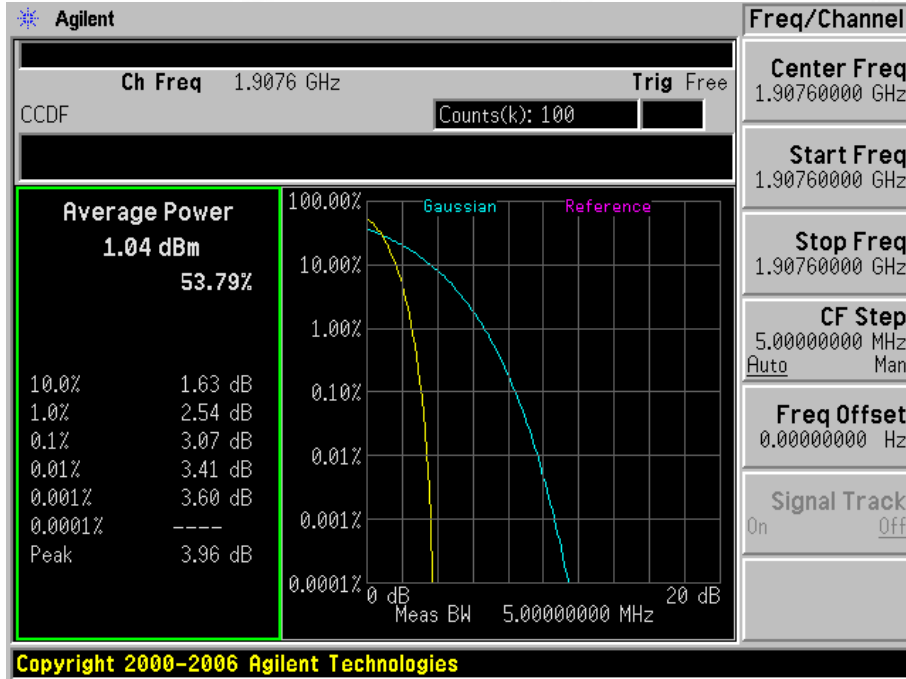 Agilent
Freq/Channel
Ch Freq 1.9076 GHz Trig Free
CCDF Counts(k): 100
Center Freq
1.90760000 GHz
Start Freq
1.90760000 GHz
Stop Freq
1.90760000 GHz
CF Step
5.00000000 MHz
Auto Man
Freq Offset
0.00000000 Hz
Signal Track
On Off
Average Power
1.04 dBm
53.79%
10.0% 1.63 dB
1.0% 2.54 dB
0.1% 3.07 dB
0.01% 3.41 dB
0.001% 3.60 dB
0.0001% ----
Peak 3.96 dB
Gaussian Reference
100.00%
10.00%
1.00%
0.10%
0.01%
0.001%
0.0001%
0 dB 20 dB
Meas BW 5.00000000 MHz
Copyright 2000-2006 Agilent Technologies